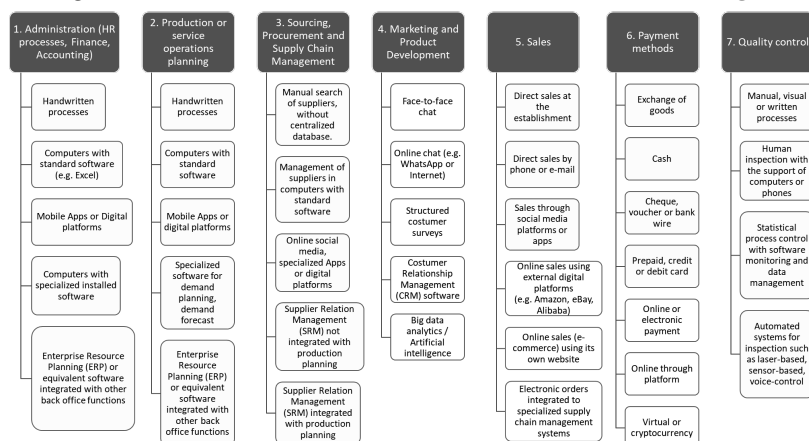 1. Administration (HR
processes, Finance,
Accounting)
Handwritten
processes
Computers with
standard software
(e.g. Excel)
Mobile Apps or Digital
platforms
Computers with
specialized installed
software
Enterprise Resource
Planning (ERP) or
equivalent software
integrated with other
back office functions
2. Production or
service
operations
planning
Handwritten
processes
Computers with
standard
software
Mobile Apps or
digital platforms
Specialized
software for
demand
planning,
demand
forecast
Enterprise
Resource
Planning (ERP)
or equivalent
software
integrated with
other back
office functions
3. Sourcing,
Procurement and
Supply Chain
Management
Manual search
of suppliers,
without
centralized
database.
Management of
suppliers in
computers with
standard
software
Online social
media,
specialized Apps
or digital
platforms
Supplier Relation
Management
(SRM) not
integrated with
production
planning
Supplier Relation
Management
(SRM) integrated
with production
planning
4. Marketing and
Product
Development
Face-to-face
chat
Online chat (e.g.
WhatsApp or
Internet)
Structured
costumer
surveys
Costumer
Relationship
Management
(CRM) software
Big data
analytics /
Artificial
intelligence
5. Sales
Direct sales at
the
establishment
Direct sales by
phone or e-mail
Sales through
social media
platforms or
apps
Online sales using
external digital
platforms
(e.g. Amazon, eBay,
Alibaba)
Online sales (e-
commerce) using its
own website
Electronic orders
integrated to
specialized supply
chain management
systems
6. Payment
methods
Exchange of
goods
Cash
Cheque,
voucher or bank
wire
Prepaid, credit
or debit card
Online or
electronic
payment
Online through
platform
Virtual or
cryptocurrency
7. Quality control
Manual, visual
or written
processes
Human
inspection with
the support of
computers or
phones
Statistical
process control
with software
monitoring and
data
management
Automated
systems for
inspection such
as laser-based,
sensor-based,
voice-control